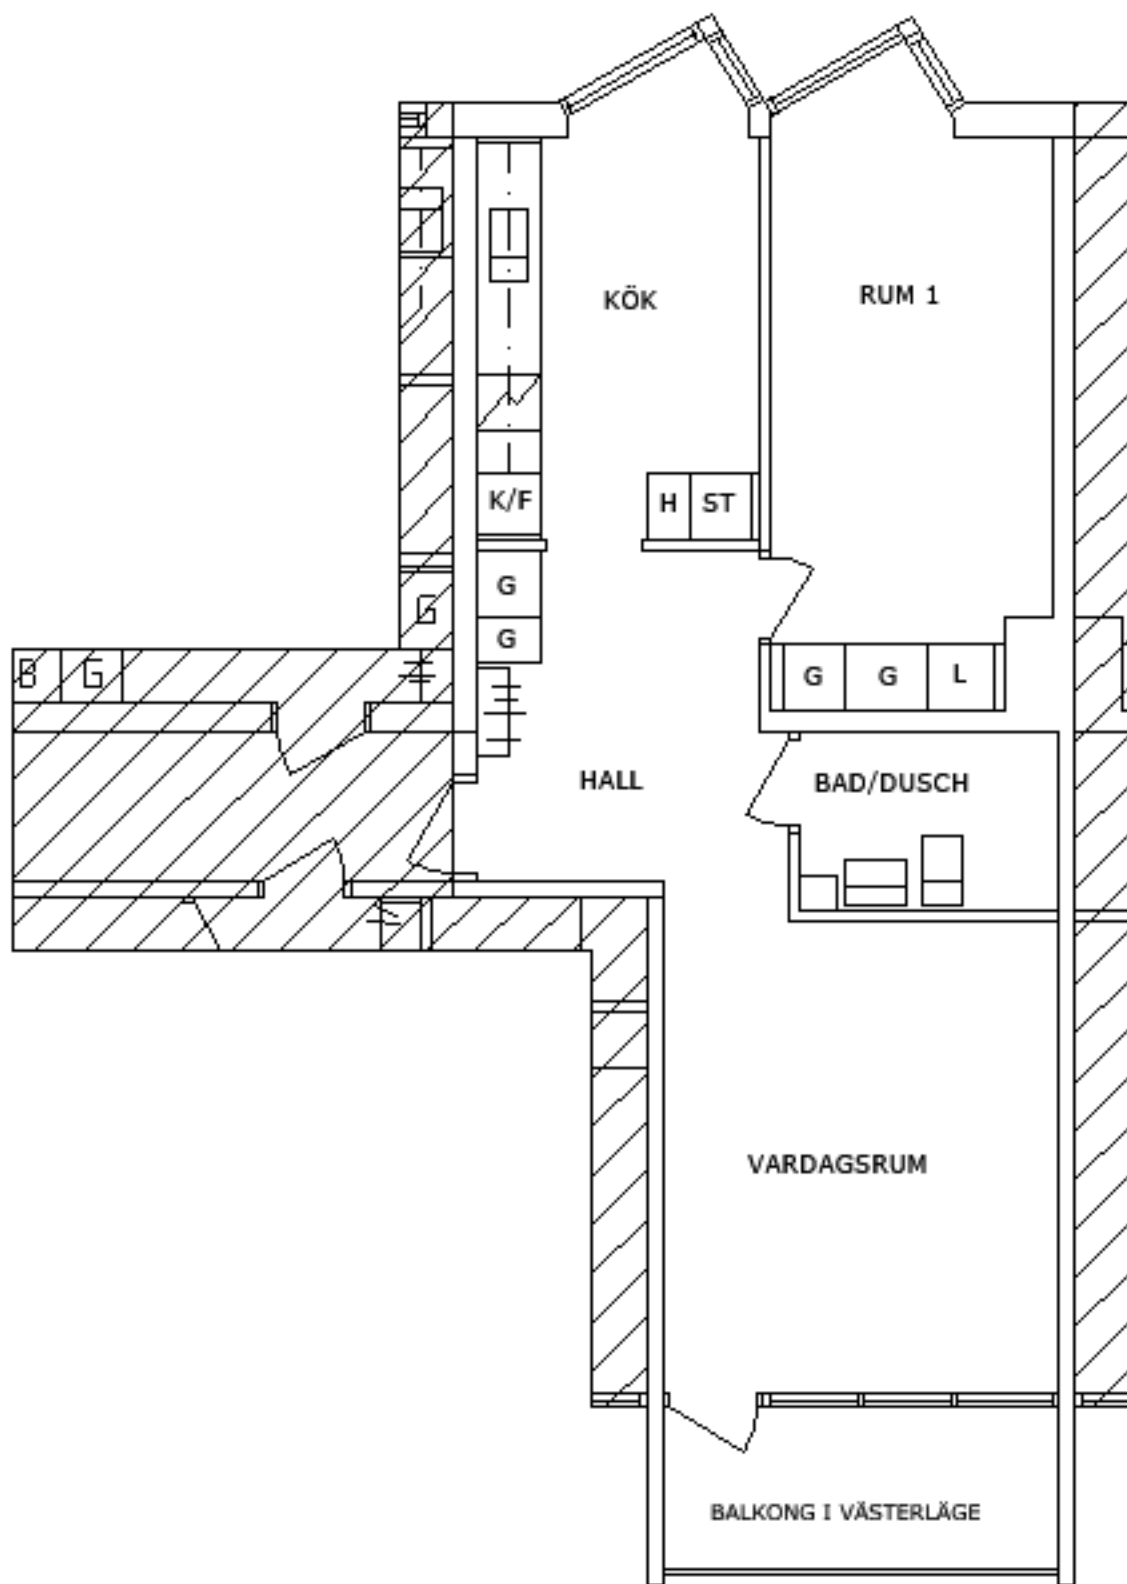 KÖK
RUM 1
K/F
H ST
G
G
G
B G
G G L
HALL
BAD/DUSCH
VARDAGSRUM
BALKONG I VÄSTERLÄGE